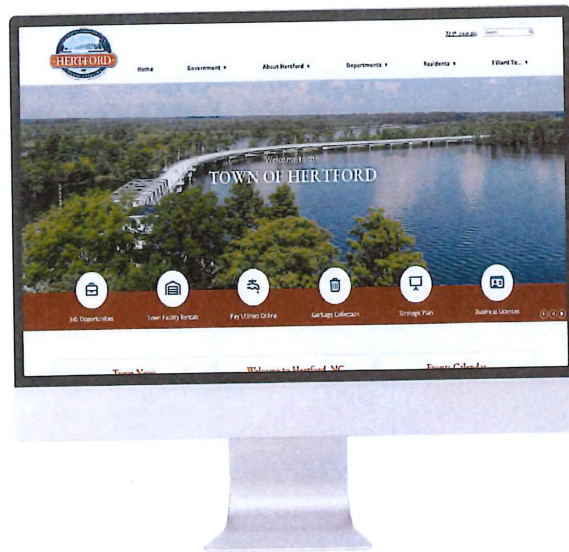 HERTFORD
Search
Home Government ▾ About Hertford ▾ Departments ▾ Residents ▾ I Want To... ▾
Welcome to the
TOWN OF HERTFORD
Job Opportunities Town Facility Rentals Pay Utilities Online Garbage Collection Strategic Plan Business Licenses
Town News Welcome to Hertford, NC Events Calendar